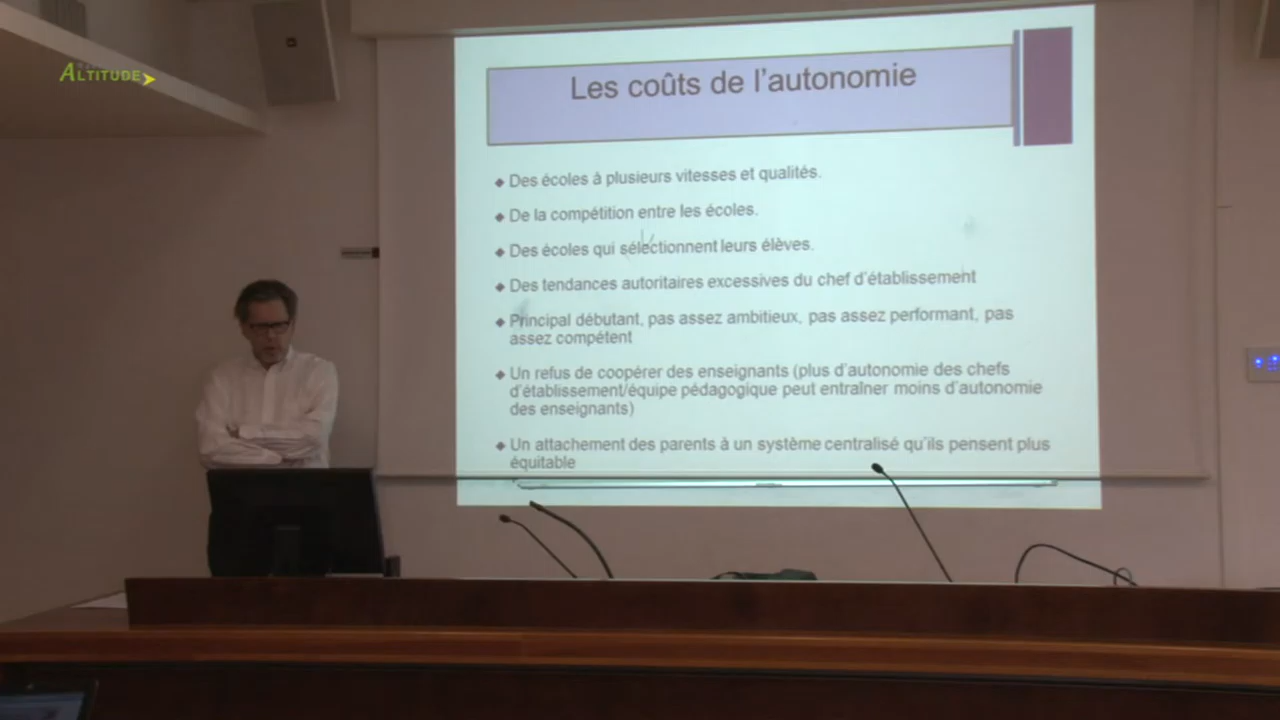 ALTITUDE
Les coûts de l'autonomie
Des écoles à plusieurs vitesses et qualités.
De la compétition entre les écoles.
Des écoles qui sélectionnent leurs élèves.
Des tendances autoritaires excessives du chef d'établissement
Principal débutant, pas assez ambitieux, pas assez performant, pas
assez compétent
Un refus de coopérer des enseignants (plus d'autonomie des chefs
d'établissement/équipe pédagogique peut entraîner moins d'autonomie
des enseignants)
Un attachement des parents à un système centralisé qu'ils pensent plus
équitable